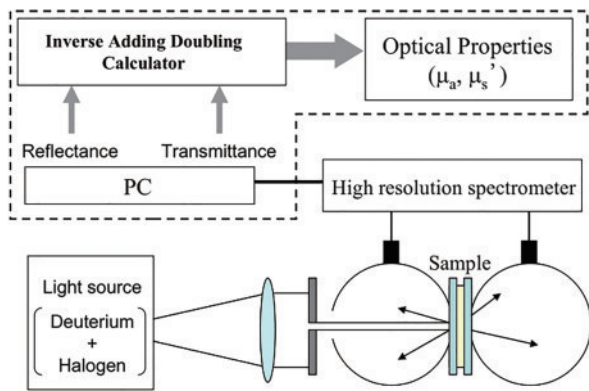 Inverse Adding Doubling
Calculator
Optical Properties
(μa, μs’)
Reflectance
Transmittance
PC
High resolution spectrometer
Sample
Light source
Deuterium
+
Halogen